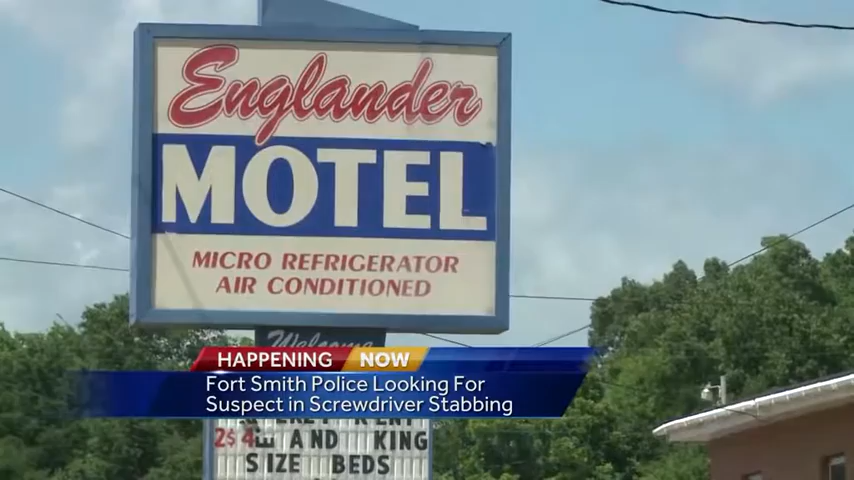 Englander
MOTEL
MICRO REFRIGERATOR
AIR CONDITIONED
Welcome
HAPPENING NOW
Fort Smith Police Looking For
Suspect in Screwdriver Stabbing
AND KING
SIZE BEDS